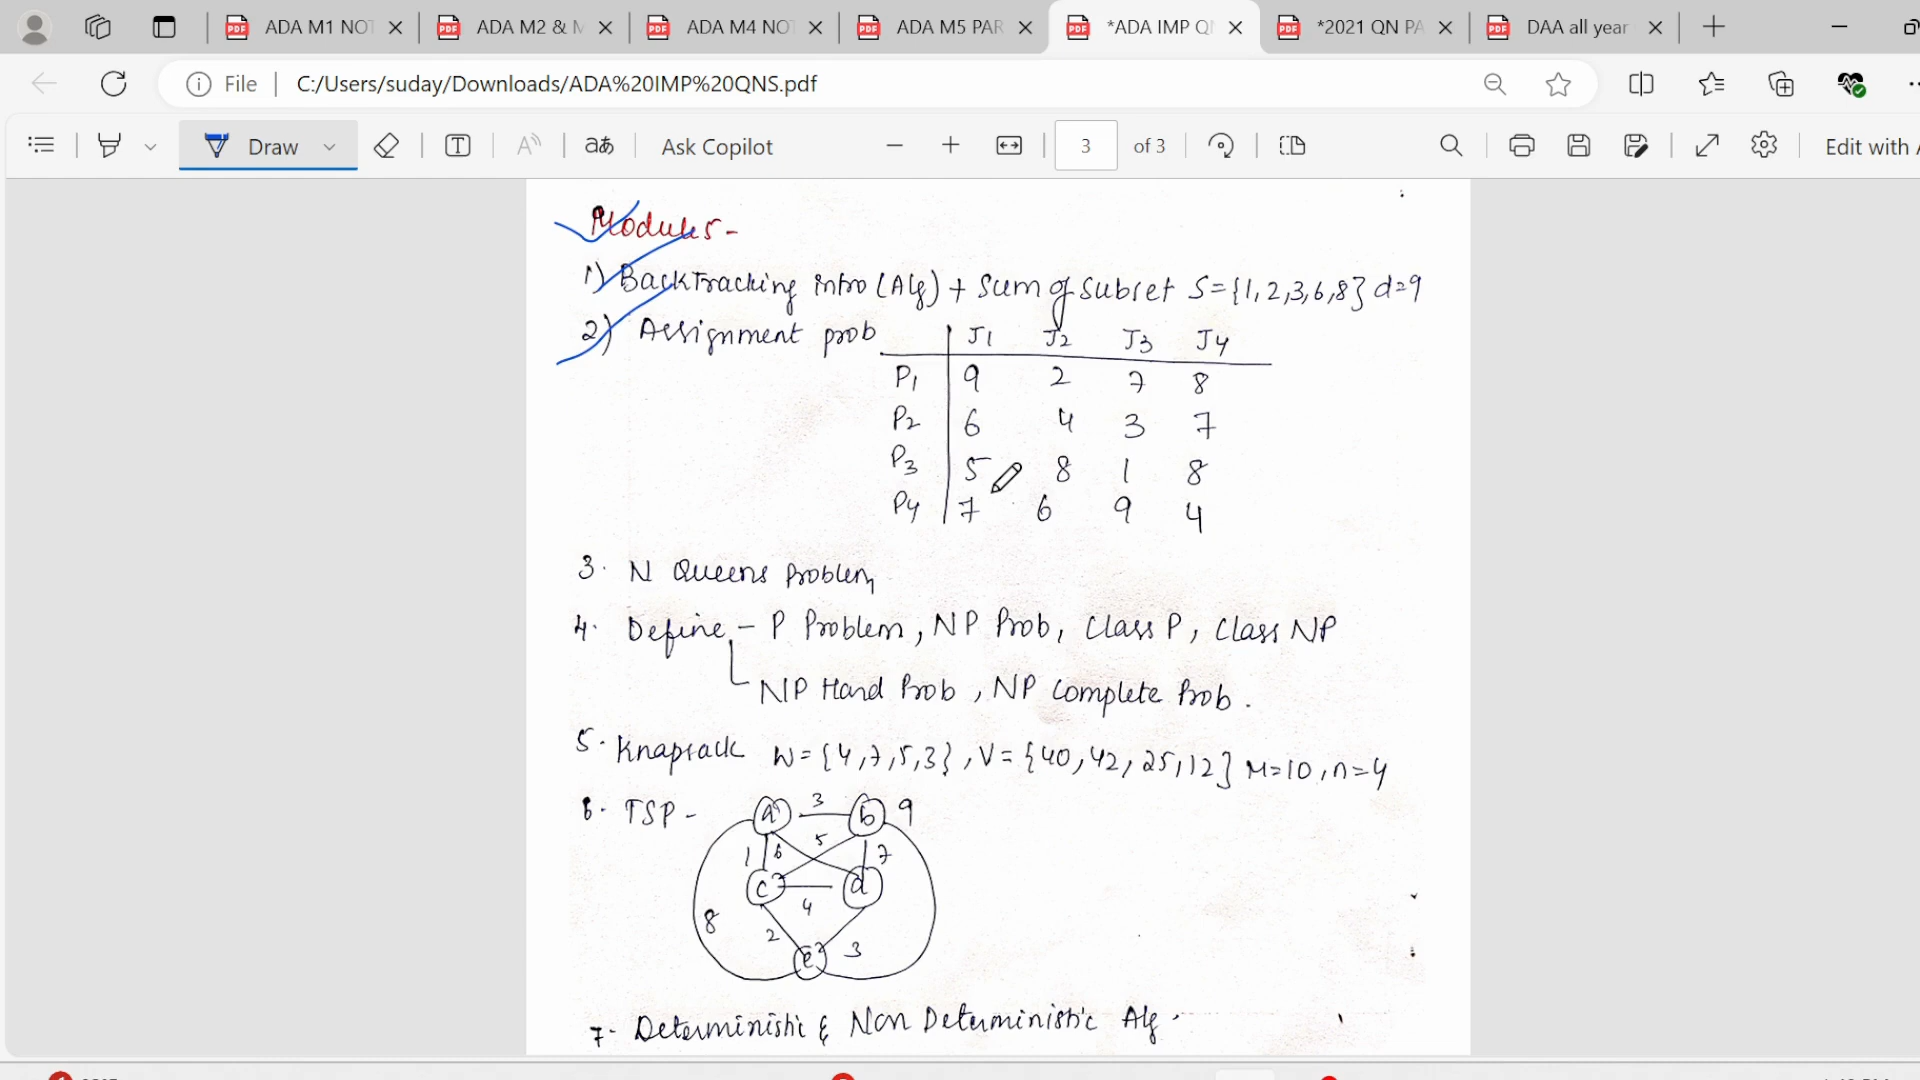 ADA M1 NOT ADA M2 & M ADA M4 NO ADA M5 PAR *ADA IMP Q *2021 QN PA DAA all year
File C:/Users/suday/Downloads/ADA%20IMP%20QNS.pdf
Draw aあ Ask Copilot 3 of 3 Edit with
Module 5 -
1) BackTracking intro (Alg) + Sum of Subset S={1,2,3,6,8} d=9
2) Assignment prob J1 J2 J3 J4
P1 9 2 7 8
P2 6 4 3 7
P3 5 8 1 8
P4 7 6 9 4
3. N Queens Problem
4. Define - P Problem, NP Prob, Class P, Class NP
NP Hard Prob, NP Complete Prob.
5. Knapsack W={4,7,5,3}, V={40,42,25,12} M=10, n=4
6. TSP - a 3 b 9
1 6 5 7
c d
4
8 2 3
e
7- Deterministic & Non Deterministic Alg.